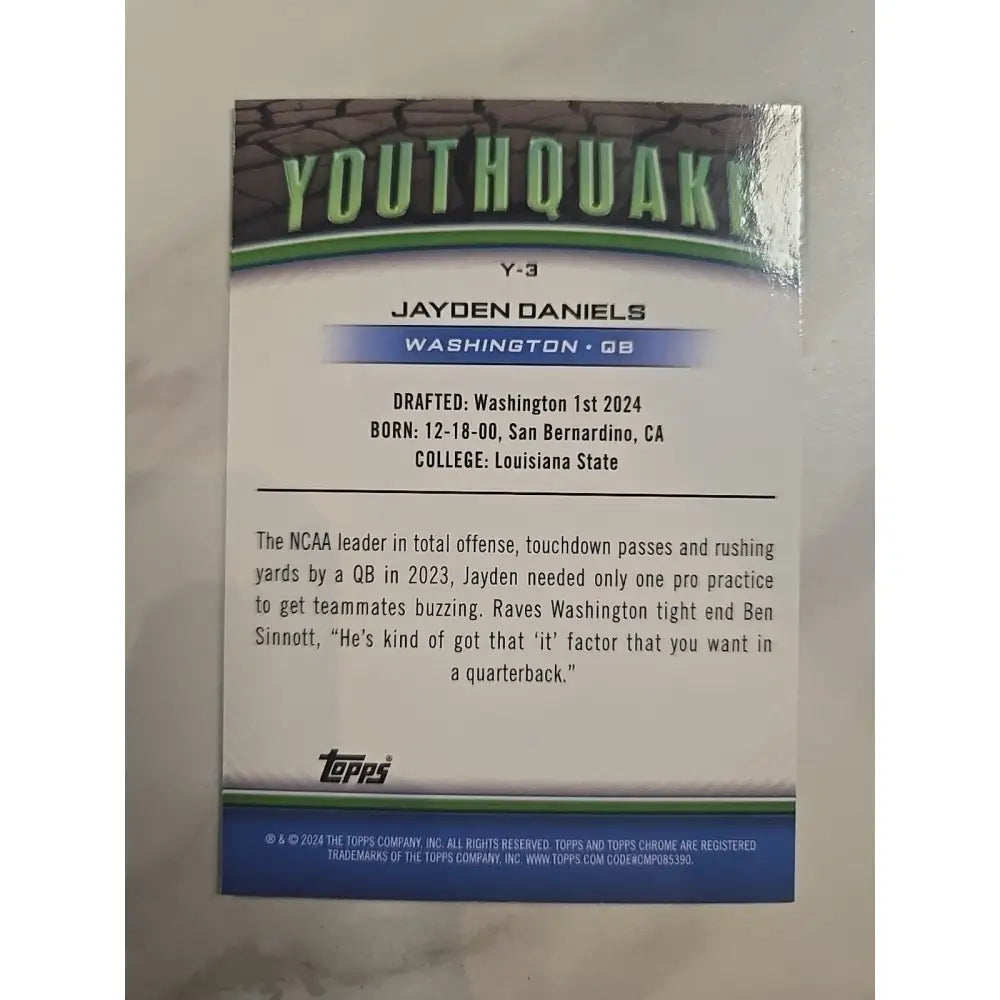 YOUTHQUAKE
Y-3
JAYDEN DANIELS
WASHINGTON • QB
DRAFTED: Washington 1st 2024
BORN: 12-18-00, San Bernardino, CA
COLLEGE: Louisiana State
The NCAA leader in total offense, touchdown passes and rushing
yards by a QB in 2023, Jayden needed only one pro practice
to get teammates buzzing. Raves Washington tight end Ben
Sinnott, “He’s kind of got that ‘it’ factor that you want in
a quarterback.”
Topps®
® & © 2024 THE TOPPS COMPANY, INC. ALL RIGHTS RESERVED. TOPPS AND TOPPS CHROME ARE REGISTERED
TRADEMARKS OF THE TOPPS COMPANY, INC. WWW.TOPPS.COM CODE#CMP085390.